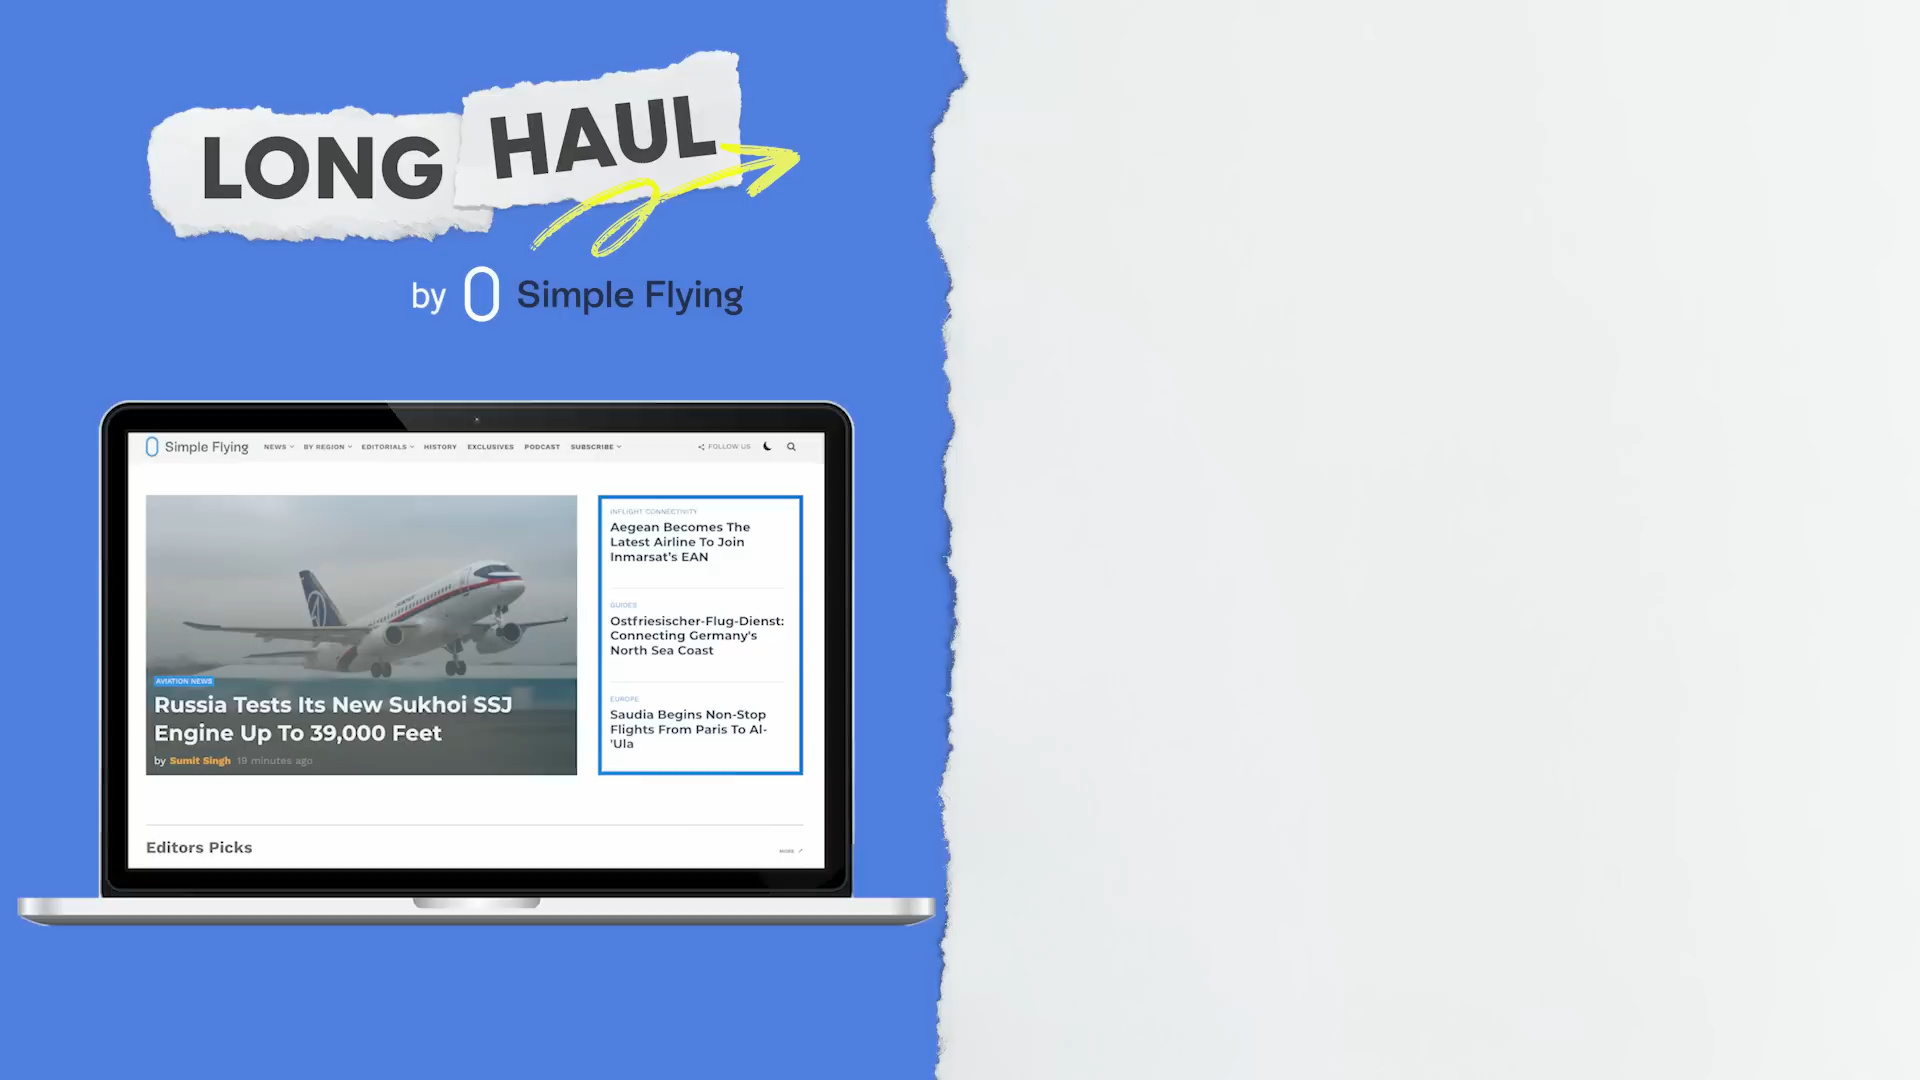 LONG HAUL
by Simple Flying
Simple Flying NEWS BY REGION EDITORIALS HISTORY EXCLUSIVES PODCAST SUBSCRIBE FOLLOW US
AVIATION NEWS
Russia Tests Its New Sukhoi SSJ
Engine Up To 39,000 Feet
by Sumit Singh 19 minutes ago
INFLIGHT CONNECTIVITY
Aegean Becomes The
Latest Airline To Join
Inmarsat's EAN
GUIDES
Ostfriesischer-Flug-Dienst:
Connecting Germany's
North Sea Coast
EUROPE
Saudia Begins Non-Stop
Flights From Paris To Al-
'Ula
Editors Picks
MORE